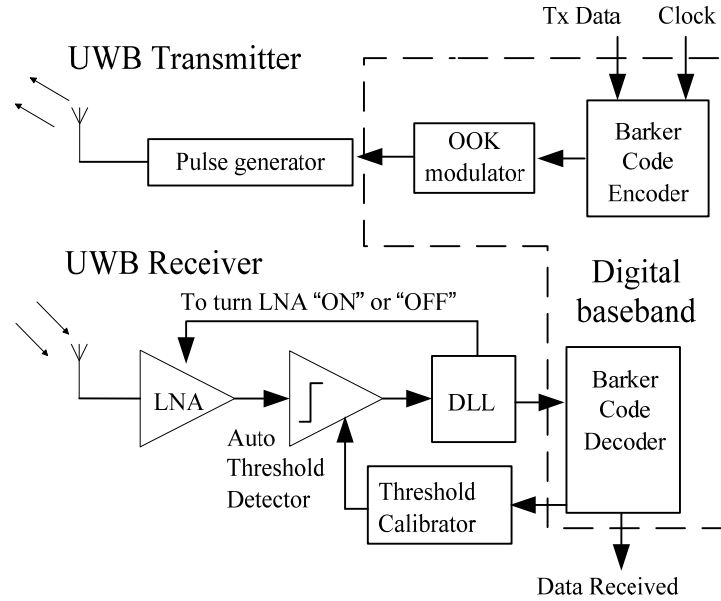 Tx Data
Clock
UWB Transmitter
Pulse generator
OOK
modulator
Barker
Code
Encoder
UWB Receiver
Digital
baseband
To turn LNA “ON” or “OFF”
LNA
Auto
Threshold
Detector
DLL
Barker
Code
Decoder
Threshold
Calibrator
Data Received